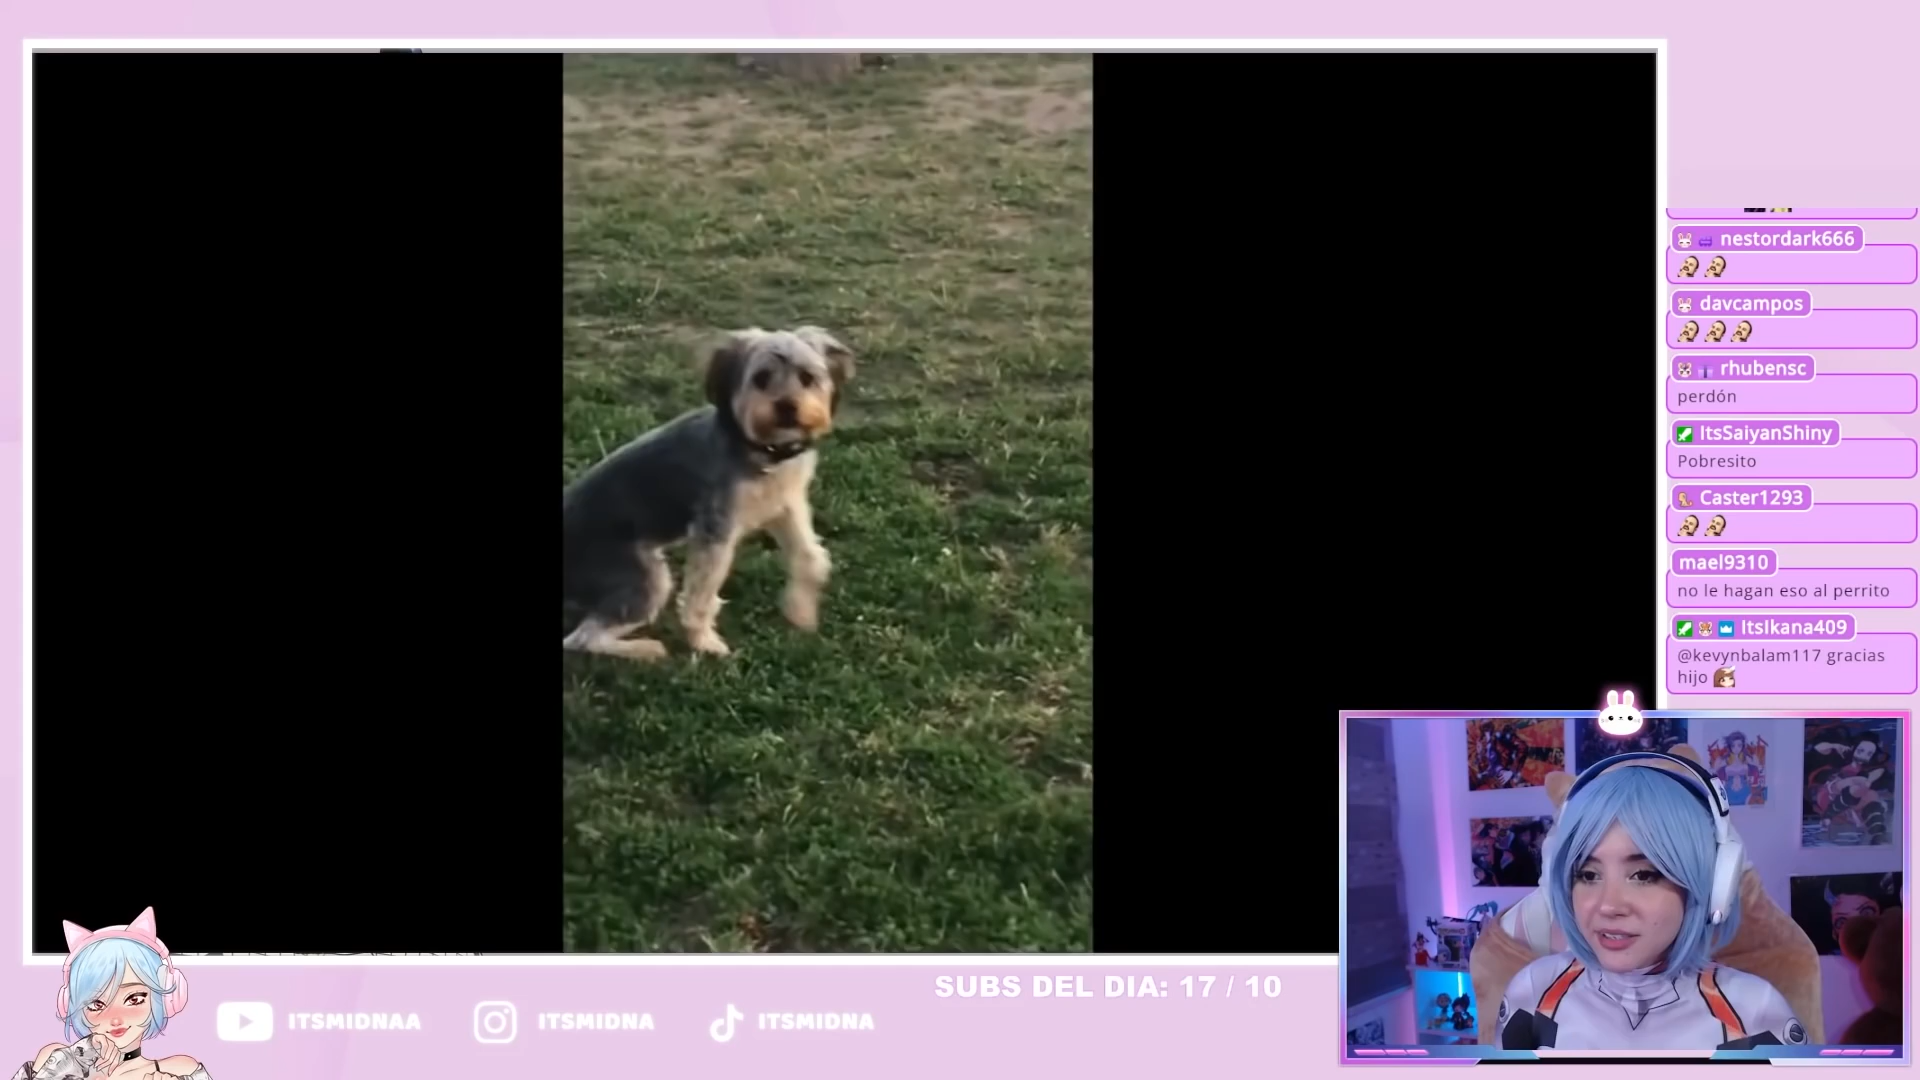 nestordark666
davcampos
rhubensc
perdón
ItsSaiyanShiny
Pobresito
Caster1293
mael9310
no le hagan eso al perrito
ItsIkana409
@kevynbalam117 gracias
hijo
SUBS DEL DIA: 17 / 10
ITSMIDNAA
ITSMIDNA
ITSMIDNA